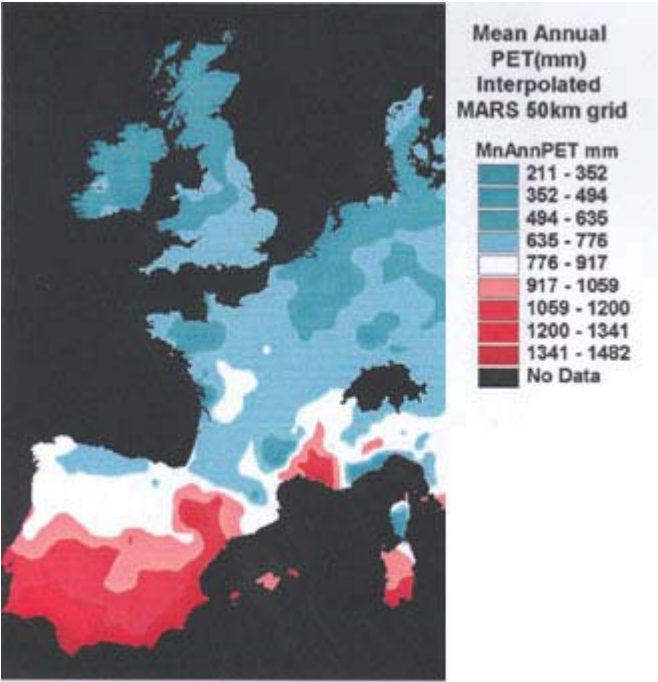 Mean Annual
PET(mm)
Interpolated
MARS 50km grid
MnAnnPET mm
211 - 352
352 - 494
494 - 635
635 - 776
776 - 917
917 - 1059
1059 - 1200
1200 - 1341
1341 - 1482
No Data